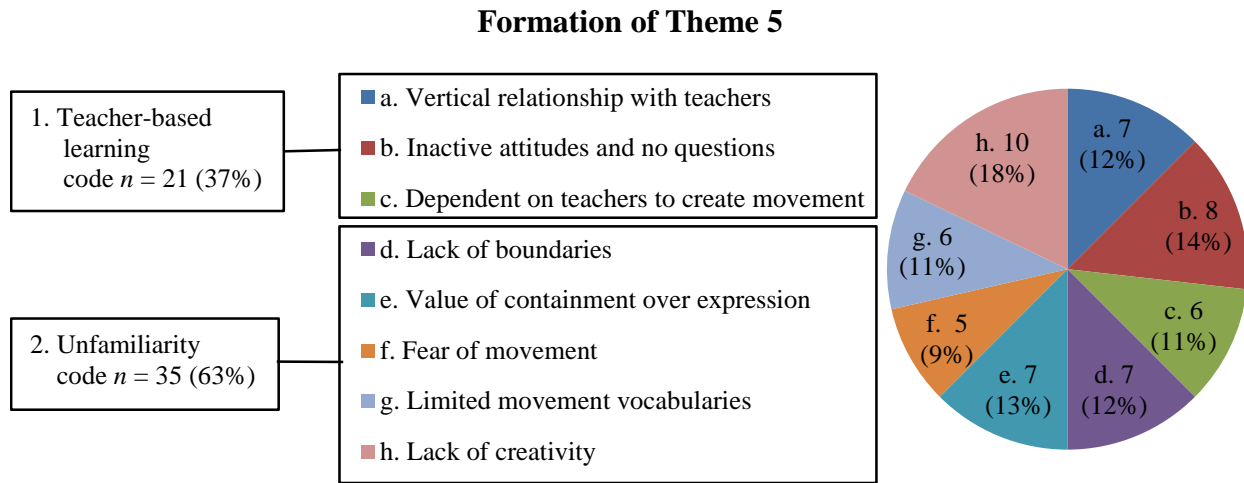 Formation of Theme 5
1. Teacher-based
learning
code n = 21 (37%)
a. Vertical relationship with teachers
b. Inactive attitudes and no questions
c. Dependent on teachers to create movement
2. Unfamiliarity
code n = 35 (63%)
d. Lack of boundaries
e. Value of containment over expression
f. Fear of movement
g. Limited movement vocabularies
h. Lack of creativity
a. 7
(12%)
b. 8
(14%)
c. 6
(11%)
d. 7
(12%)
e. 7
(13%)
f.  5
(9%)
g. 6
(11%)
h. 10
(18%)